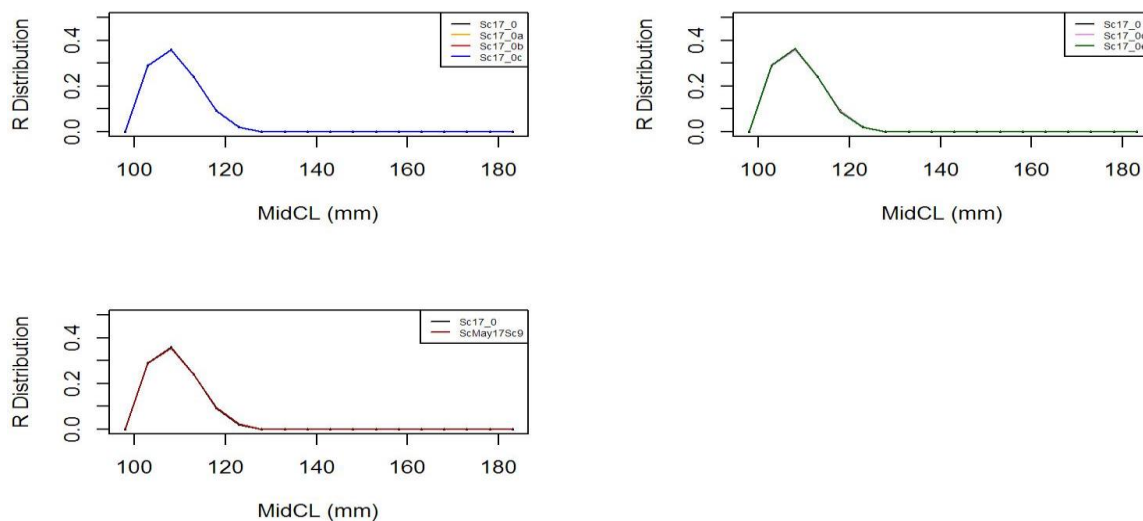 R Distribution
0.4
0.2
0.0
Sc17_0
Sc17_0a
Sc17_0b
Sc17_0c
100 120 140 160 180
MidCL (mm)
R Distribution
0.4
0.2
0.0
Sc17_0
100 120 140 160 180
MidCL (mm)
R Distribution
0.4
0.2
0.0
Sc17_0
ScMay17Sc9
100 120 140 160 180
MidCL (mm)